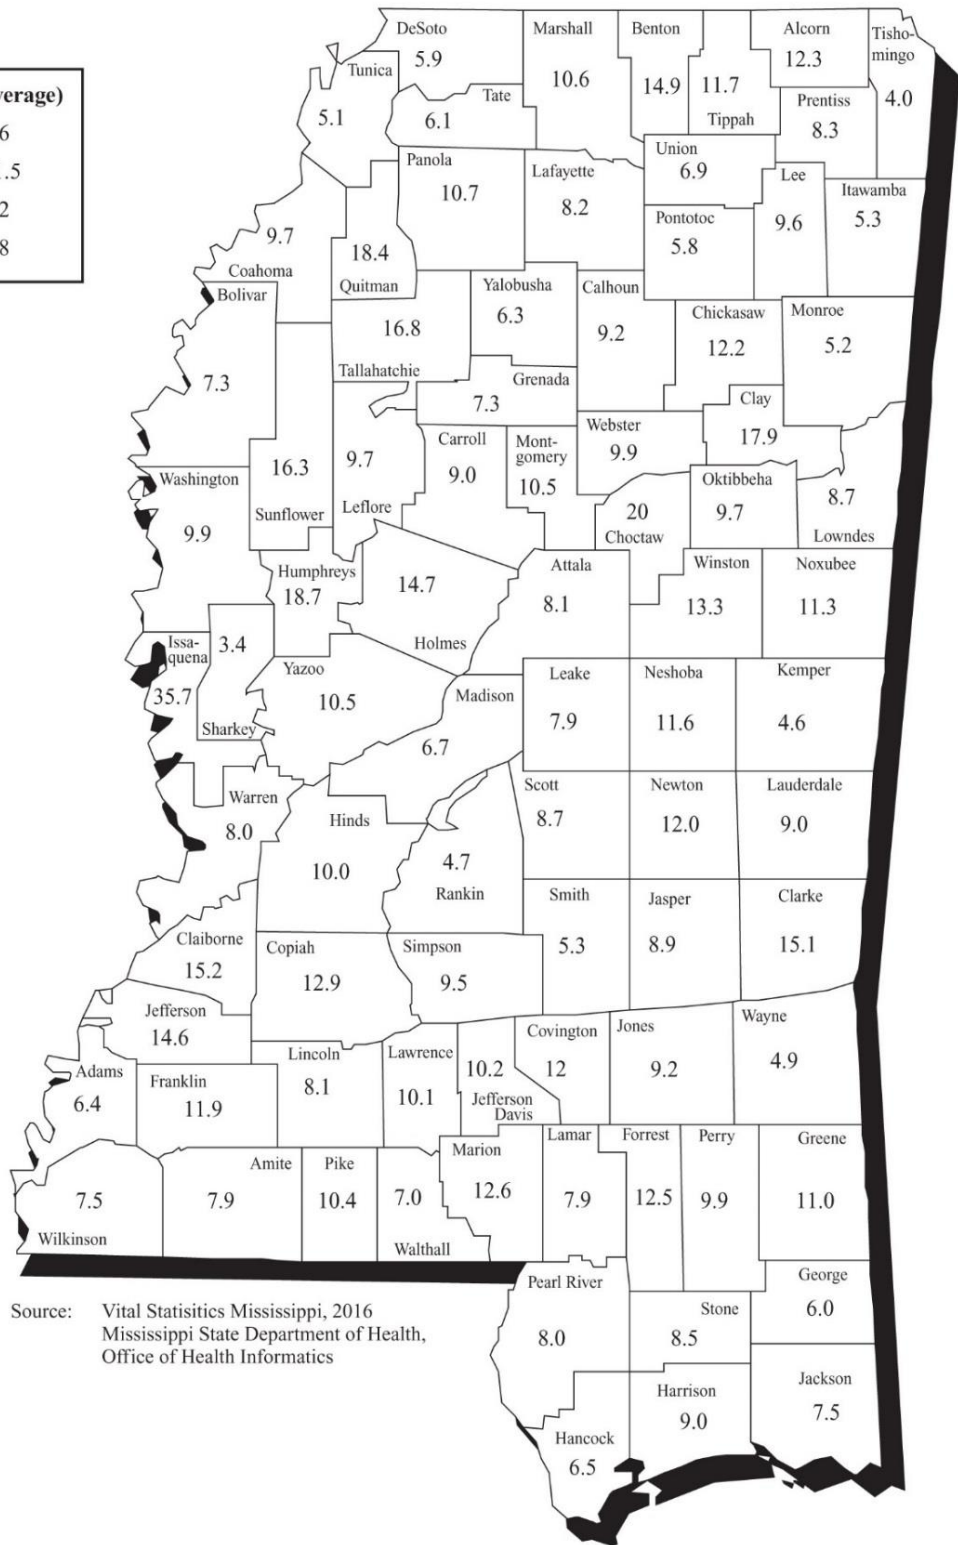 verage)
6
.5
2
8
DeSoto
5.9
Marshall
10.6
Benton
14.9
11.7
Tippah
Alcorn
12.3
Tisho-
mingo
4.0
Tunica
5.1
Tate
6.1
Prentiss
8.3
Union
6.9
Panola
10.7
Lafayette
8.2
Lee
9.6
Itawamba
5.3
Pontotoc
5.8
9.7
Coahoma
18.4
Quitman
Bolivar
7.3
16.8
Tallahatchie
Yalobusha
6.3
Calhoun
9.2
Chickasaw
12.2
Monroe
5.2
Grenada
7.3
Clay
17.9
Webster
9.9
Carroll
9.0
Mont-
gomery
10.5
9.7
Leflore
16.3
Sunflower
Washington
9.9
Oktibbeha
9.7
8.7
Lowndes
20
Choctaw
Humphreys
18.7
14.7
Holmes
Attala
8.1
Winston
13.3
Noxubee
11.3
Issa-
quena
35.7
3.4
Sharkey
Yazoo
10.5
Madison
6.7
Leake
7.9
Neshoba
11.6
Kemper
4.6
Warren
8.0
Hinds
10.0
4.7
Rankin
Scott
8.7
Newton
12.0
Lauderdale
9.0
Claiborne
15.2
Copiah
12.9
Simpson
9.5
Smith
5.3
Jasper
8.9
Clarke
15.1
Jefferson
14.6
Adams
6.4
Franklin
11.9
Lincoln
8.1
Lawrence
10.1
10.2
Jefferson
Davis
Covington
12
Jones
9.2
Wayne
4.9
7.5
Wilkinson
Amite
7.9
Pike
10.4
7.0
Walthall
Marion
12.6
Lamar
7.9
Forrest
12.5
Perry
9.9
Greene
11.0
Pearl River
8.0
Stone
8.5
George
6.0
Hancock
6.5
Harrison
9.0
Jackson
7.5
Source: Vital Statisitics Mississippi, 2016
Mississippi State Department of Health,
Office of Health Informatics